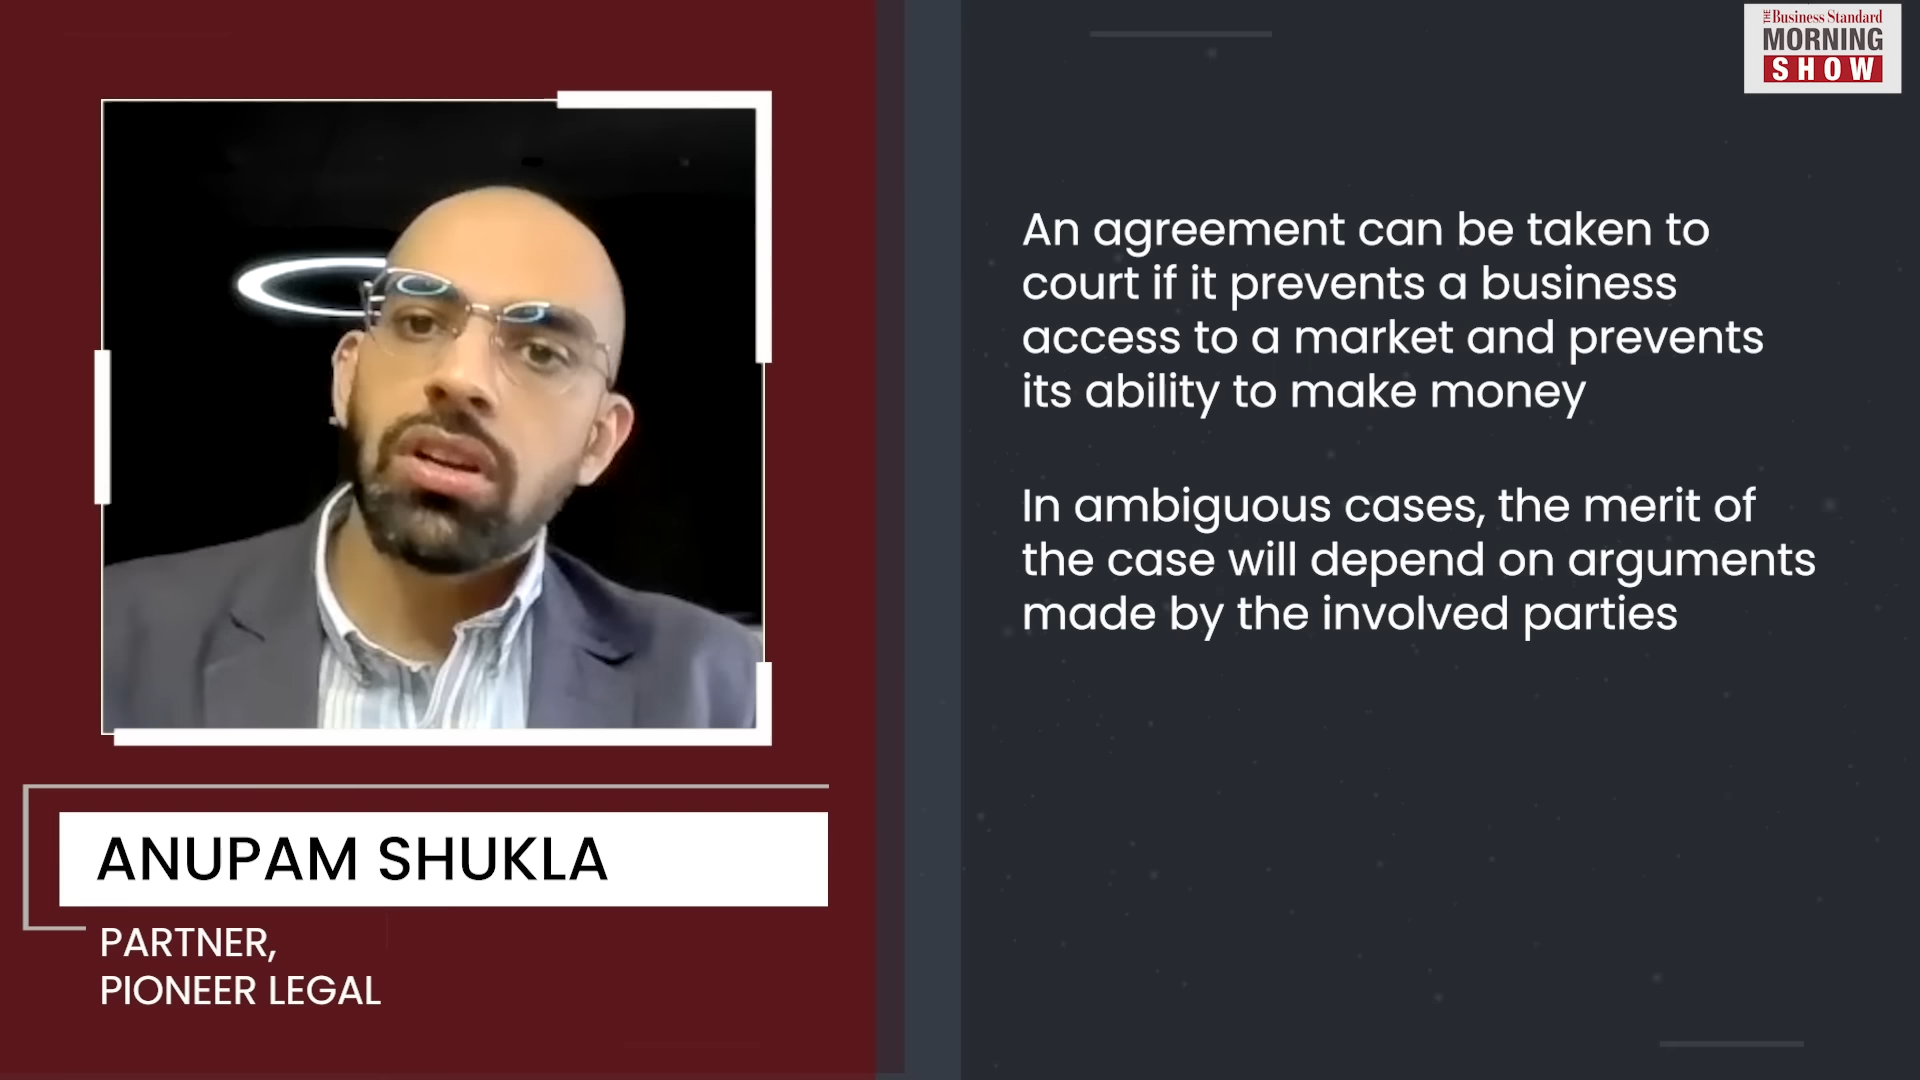 THE Business Standard
MORNING
SHOW
An agreement can be taken to
court if it prevents a business
access to a market and prevents
its ability to make money
In ambiguous cases, the merit of
the case will depend on arguments
made by the involved parties
ANUPAM SHUKLA
PARTNER,
PIONEER LEGAL